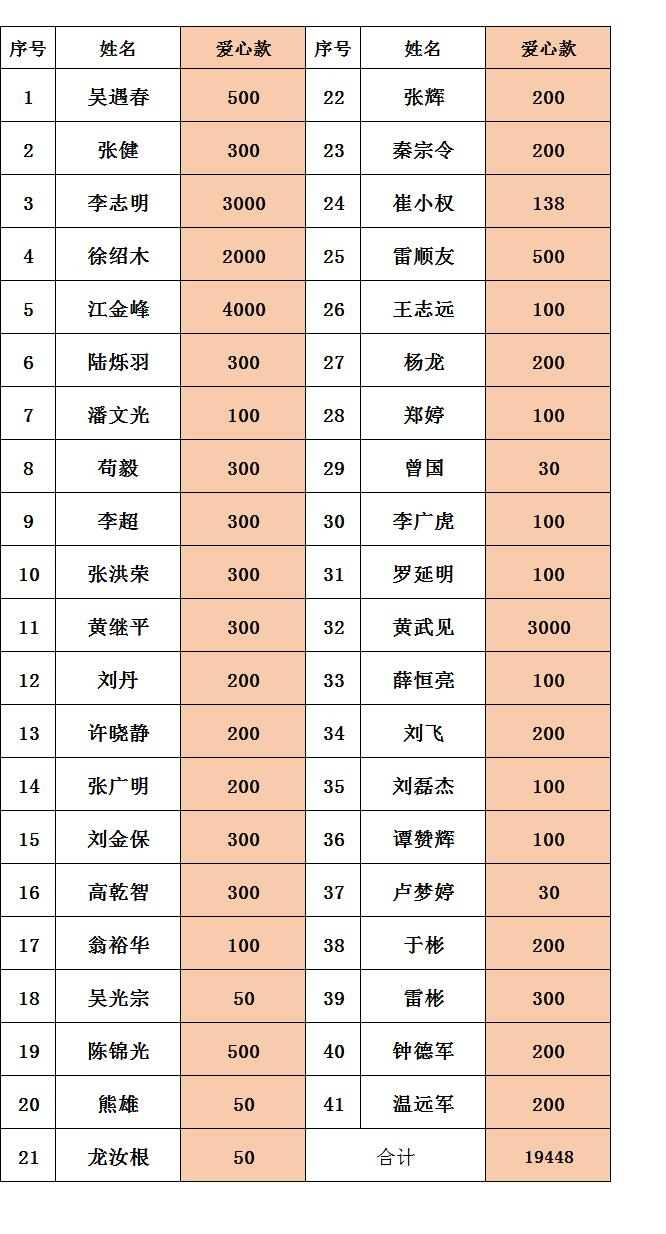 序号 姓名 爱心款 序号 姓名 爱心款
1 吴遇春 500 22 张辉 200
2 张健 300 23 秦宗令 200
3 李志明 3000 24 崔小权 138
4 徐绍木 2000 25 雷顺友 500
5 江金峰 4000 26 王志远 100
6 陆烁羽 300 27 杨龙 200
7 潘文光 100 28 郑婷 100
8 苟毅 300 29 曾国 30
9 李超 300 30 李广虎 100
10 张洪荣 300 31 罗延明 100
11 黄继平 300 32 黄武见 3000
12 刘丹 200 33 薛恒亮 100
13 许晓静 200 34 刘飞 200
14 张广明 200 35 刘磊杰 100
15 刘金保 300 36 谭赞辉 100
16 高乾智 300 37 卢梦婷 30
17 翁裕华 100 38 于彬 200
18 吴光宗 50 39 雷彬 300
19 陈锦光 500 40 钟德军 200
20 熊雄 50 41 温远军 200
21 龙汝根 50 合计 19448